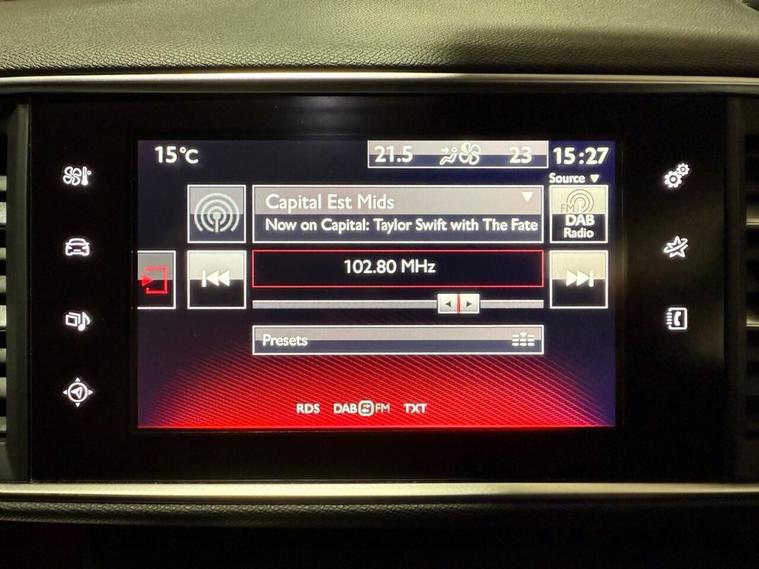 15°C
21.5 23 15:27
Source ▼
Capital Est Mids
FM
DAB
Radio
Now on Capital: Taylor Swift with The Fate
102.80 MHz
Presets
RDS DAB FM TXT